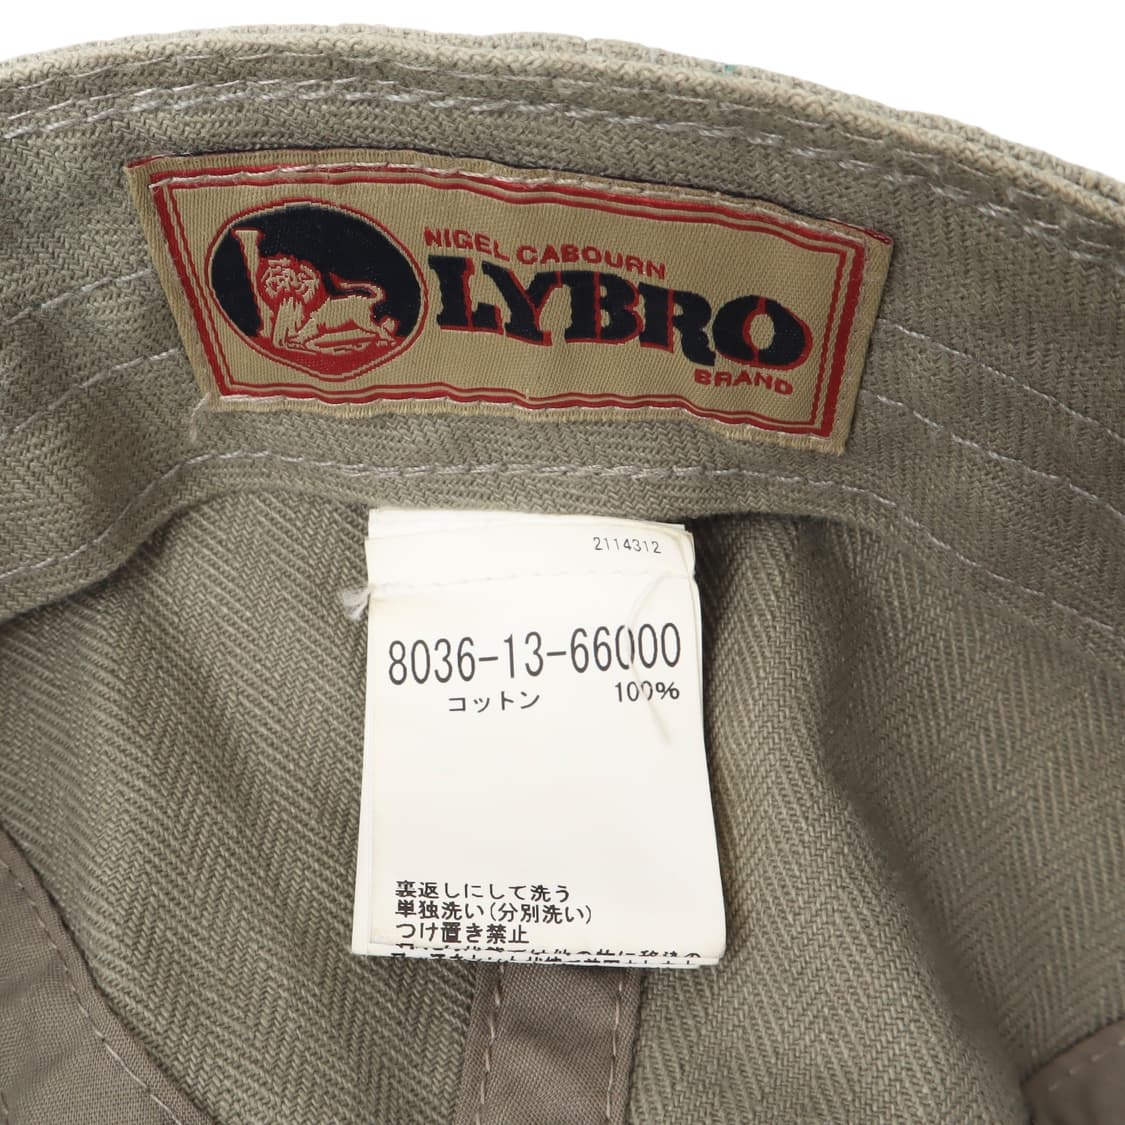 NIGEL CABOURN
LYBRO
BRAND
2114312
8036-13-66000
コットン 100%
裏返しにして洗う
単独洗い(分別洗い)
つけ置き禁止